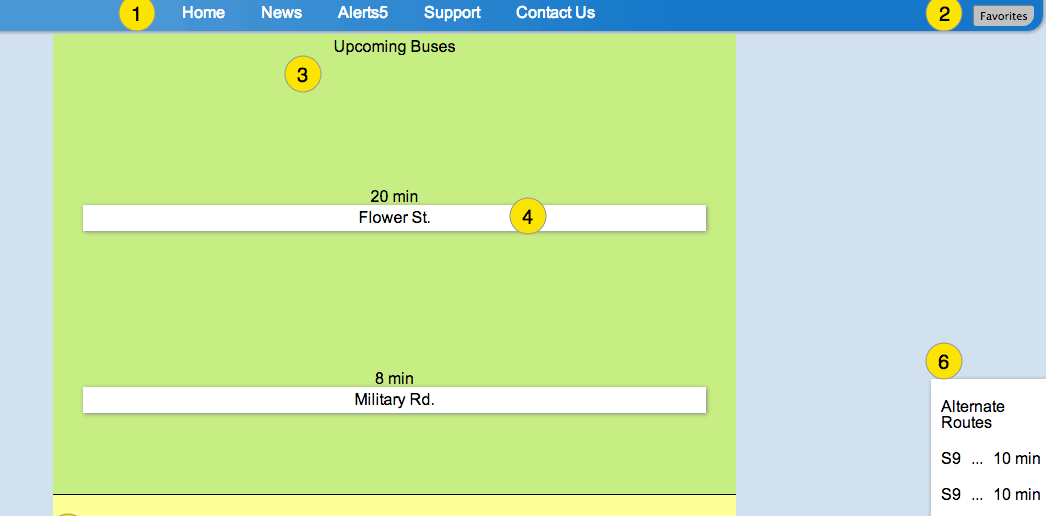 1 Home News Alerts5 Support Contact Us 2 Favorites
Upcoming Buses
3
20 min
Flower St. 4
8 min
Military Rd.
6
Alternate
Routes
S9 ... 10 min
S9 ... 10 min